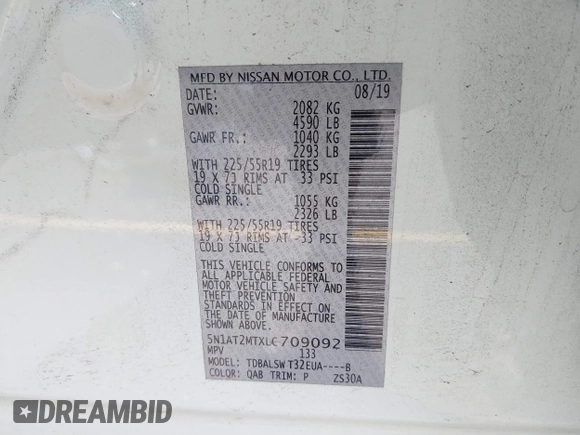 MFD BY NISSAN MOTOR CO., LTD.
DATE: 08/19
GVWR: 2082 KG
4590 LB
GAWR FR.: 1040 KG
2293 LB
WITH 225/55R19 TIRES
19 X 7J RIMS AT 33 PSI
COLD SINGLE
GAWR RR.: 1055 KG
2326 LB
WITH 225/55R19 TIRES
19 X 7J RIMS AT 33 PSI
COLD SINGLE
THIS VEHICLE CONFORMS TO
ALL APPLICABLE FEDERAL
MOTOR VEHICLE SAFETY AND
THEFT PREVENTION
STANDARDS IN EFFECT ON
THE DATE OF MANUFACTURE
SHOWN ABOVE
5N1AT2MTXLC709092
MPV 133
MODEL: TDBALSW T32EUA----B
COLOR: QAB TRIM: P ZS30A
DREAMBID
dreambid.com